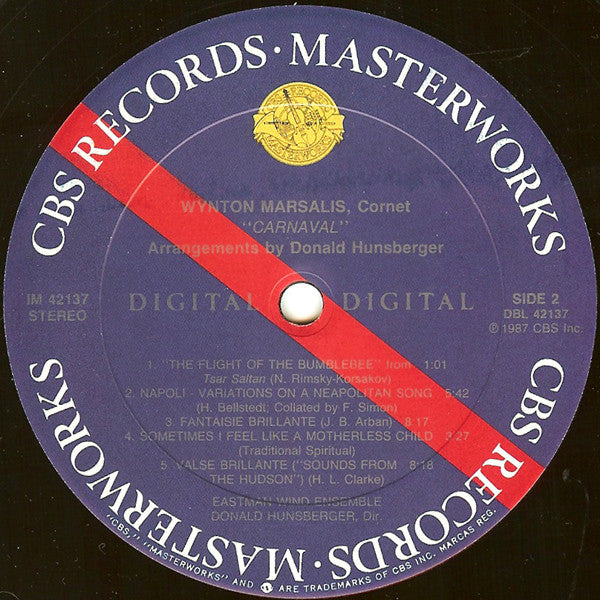 CBS RECORDS · MASTERWORKS
CBS RECORDS · MASTERWORKS
MASTERWORKS
WYNTON MARSALIS, Cornet
"CARNAVAL"
Arrangements by Donald Hunsberger
IM 42137
STEREO
DIGITAL DIGITAL
SIDE 2
DBL 42137
℗ 1987 CBS Inc.
1. "THE FLIGHT OF THE BUMBLEBEE" from 1:01
Tsar Saltan (N. Rimsky-Korsakov)
2. NAPOLI - VARIATIONS ON A NEAPOLITAN SONG 5:42
(H. Bellstedt; Collated by F. Simon)
3. FANTAISIE BRILLANTE (J. B. Arban) 8:17
4. SOMETIMES I FEEL LIKE A MOTHERLESS CHILD 3:27
(Traditional Spiritual)
5. VALSE BRILLANTE ("SOUNDS FROM 8:18
THE HUDSON") (H. L. Clarke)
EASTMAN WIND ENSEMBLE
DONALD HUNSBERGER, Dir.
"CBS," "MASTERWORKS" AND ARE TRADEMARKS OF CBS INC. MARCAS REG.